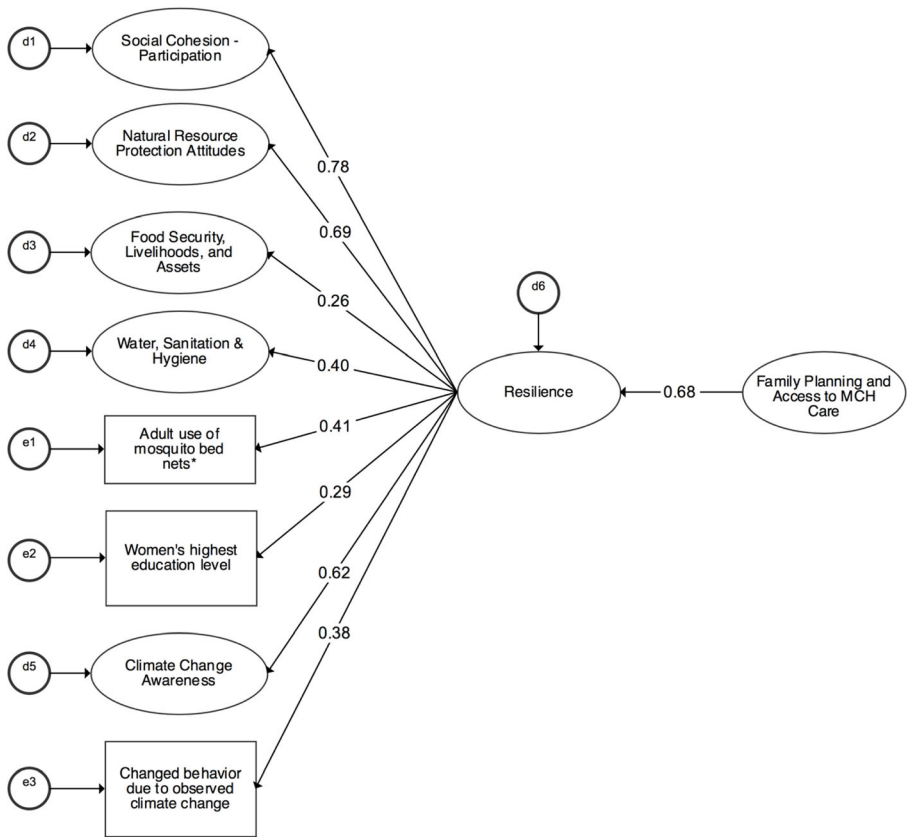 d1
Social Cohesion -
Participation
d2
Natural Resource
Protection Attitudes
0.78
d3
Food Security,
Livelihoods, and
Assets
0.69
0.26
d6
d4
Water, Sanitation &
Hygiene
0.40
Resilience
0.68
Family Planning and
Access to MCH
Care
e1
Adult use of
mosquito bed
nets*
0.41
0.29
e2
Women's highest
education level
0.62
0.38
d5
Climate Change
Awareness
e3
Changed behavior
due to observed
climate change